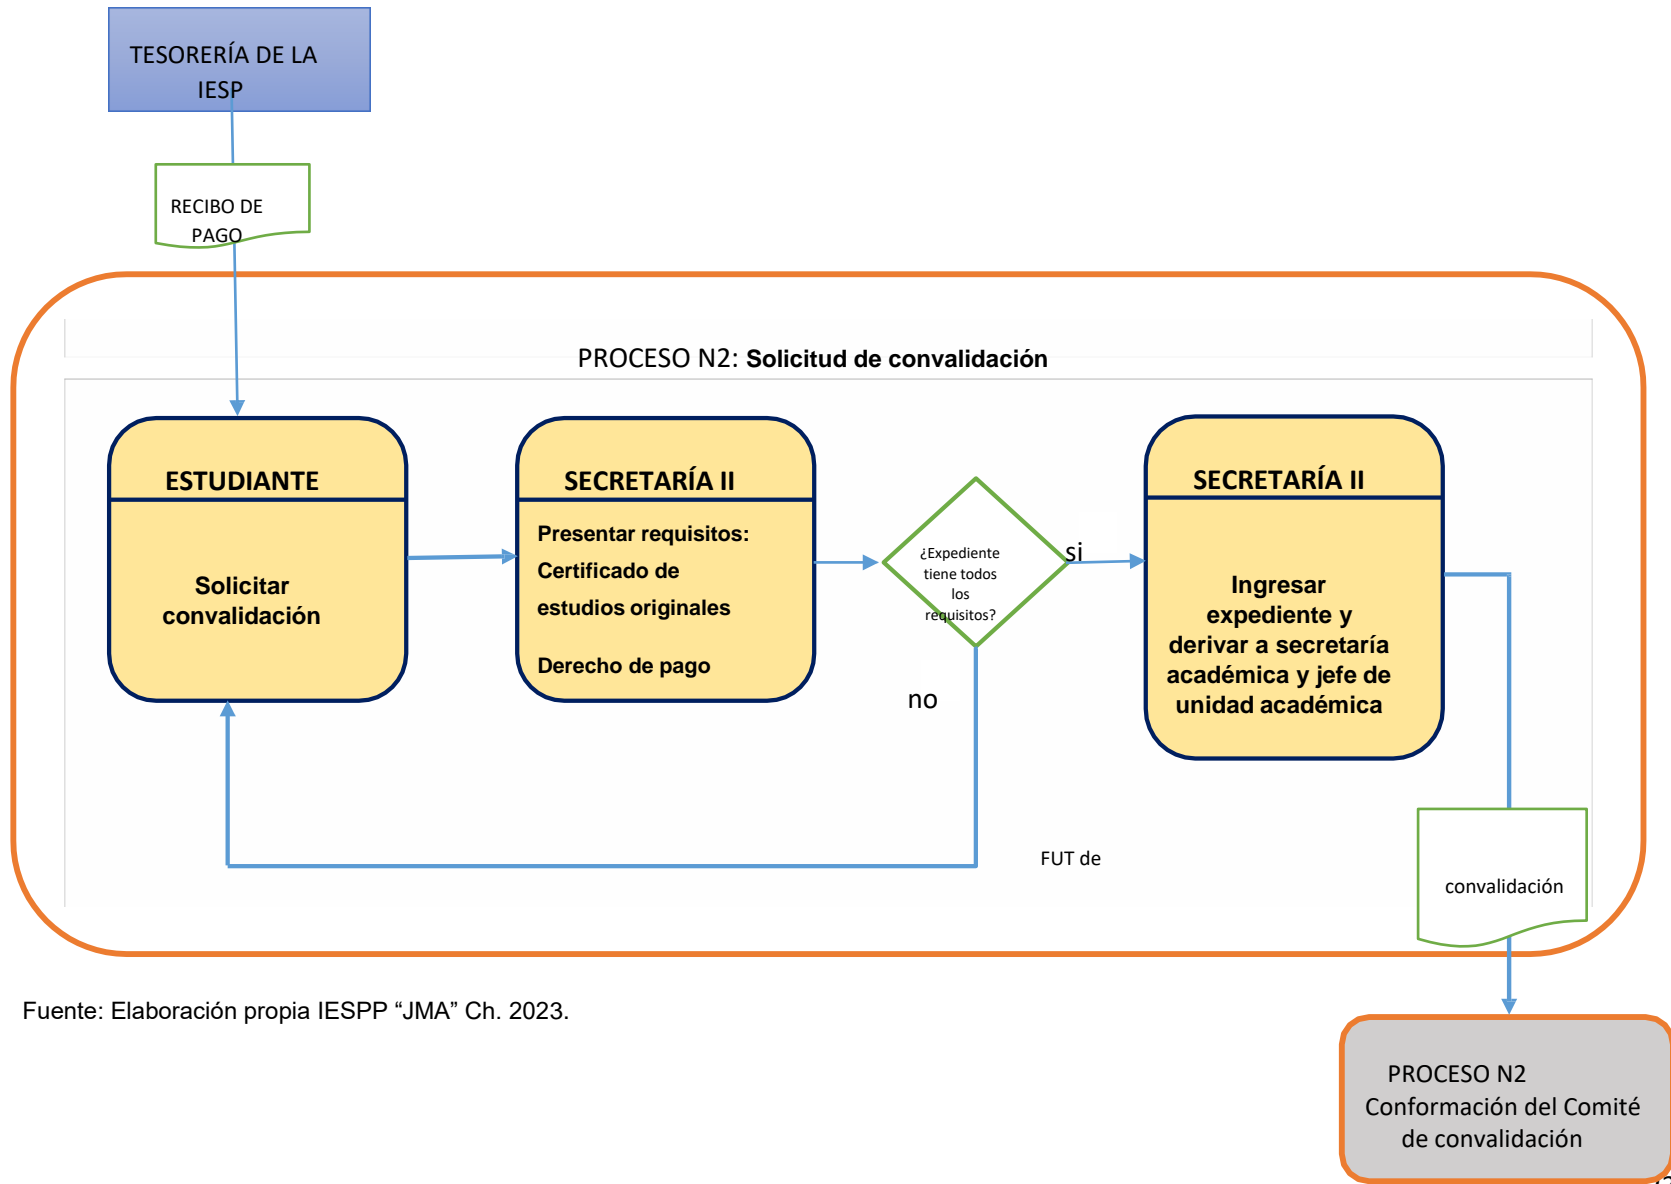 TESORERÍA DE LA
IESP
RECIBO DE
PAGO
PROCESO N2: Solicitud de convalidación
ESTUDIANTE
Solicitar
convalidación
SECRETARÍA II
Presentar requisitos:
Certificado de
estudios originales
Derecho de pago
¿Expediente
tiene todos
los
requisitos?
si
no
SECRETARÍA II
Ingresar
expediente y
derivar a secretaría
académica y jefe de
unidad académica
FUT de
convalidación
Fuente: Elaboración propia IESPP “JMA” Ch. 2023.
PROCESO N2
Conformación del Comité
de convalidación